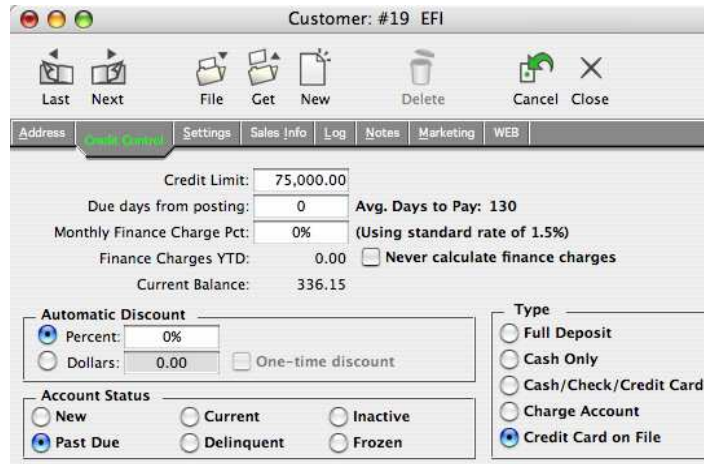 Customer: #19 EFI
Last Next File Get New Delete Cancel Close
Address Credit Control Settings Sales Info Log Notes Marketing WEB
Credit Limit: 75,000.00
Due days from posting: 0 Avg. Days to Pay: 130
Monthly Finance Charge Pct: 0% (Using standard rate of 1.5%)
Finance Charges YTD: 0.00 Never calculate finance charges
Current Balance: 336.15
Automatic Discount
Percent: 0%
Dollars: 0.00 One-time discount
Account Status
New Current Inactive
Past Due Delinquent Frozen
Type
Full Deposit
Cash Only
Cash/Check/Credit Card
Charge Account
Credit Card on File